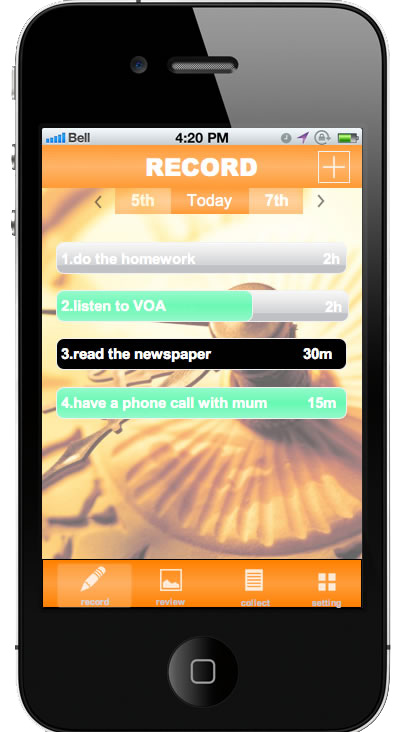 Bell 4:20 PM
RECORD
5th Today 7th
1.do the homework 2h
2.listen to VOA 2h
3.read the newspaper 30m
4.have a phone call with mum 15m
record review collect setting